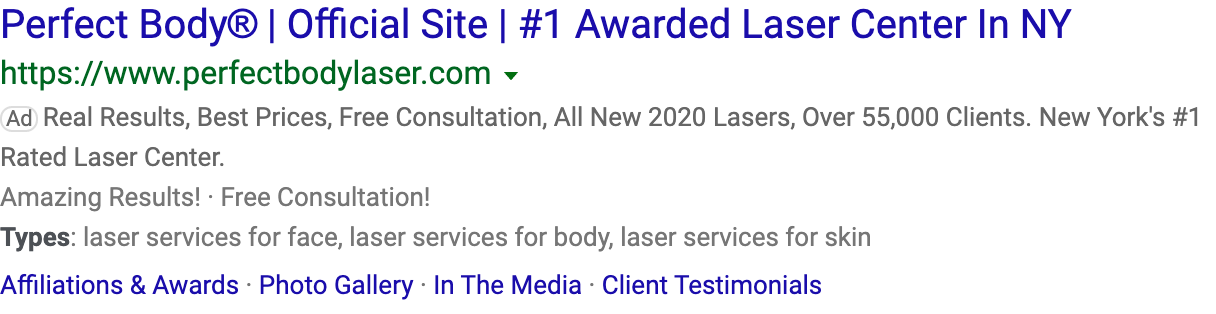 Perfect Body® | Official Site | #1 Awarded Laser Center In NY
https://www.perfectbodylaser.com
Ad Real Results, Best Prices, Free Consultation, All New 2020 Lasers, Over 55,000 Clients. New York's #1
Rated Laser Center.
Amazing Results! · Free Consultation!
Types: laser services for face, laser services for body, laser services for skin
Affiliations & Awards · Photo Gallery · In The Media · Client Testimonials